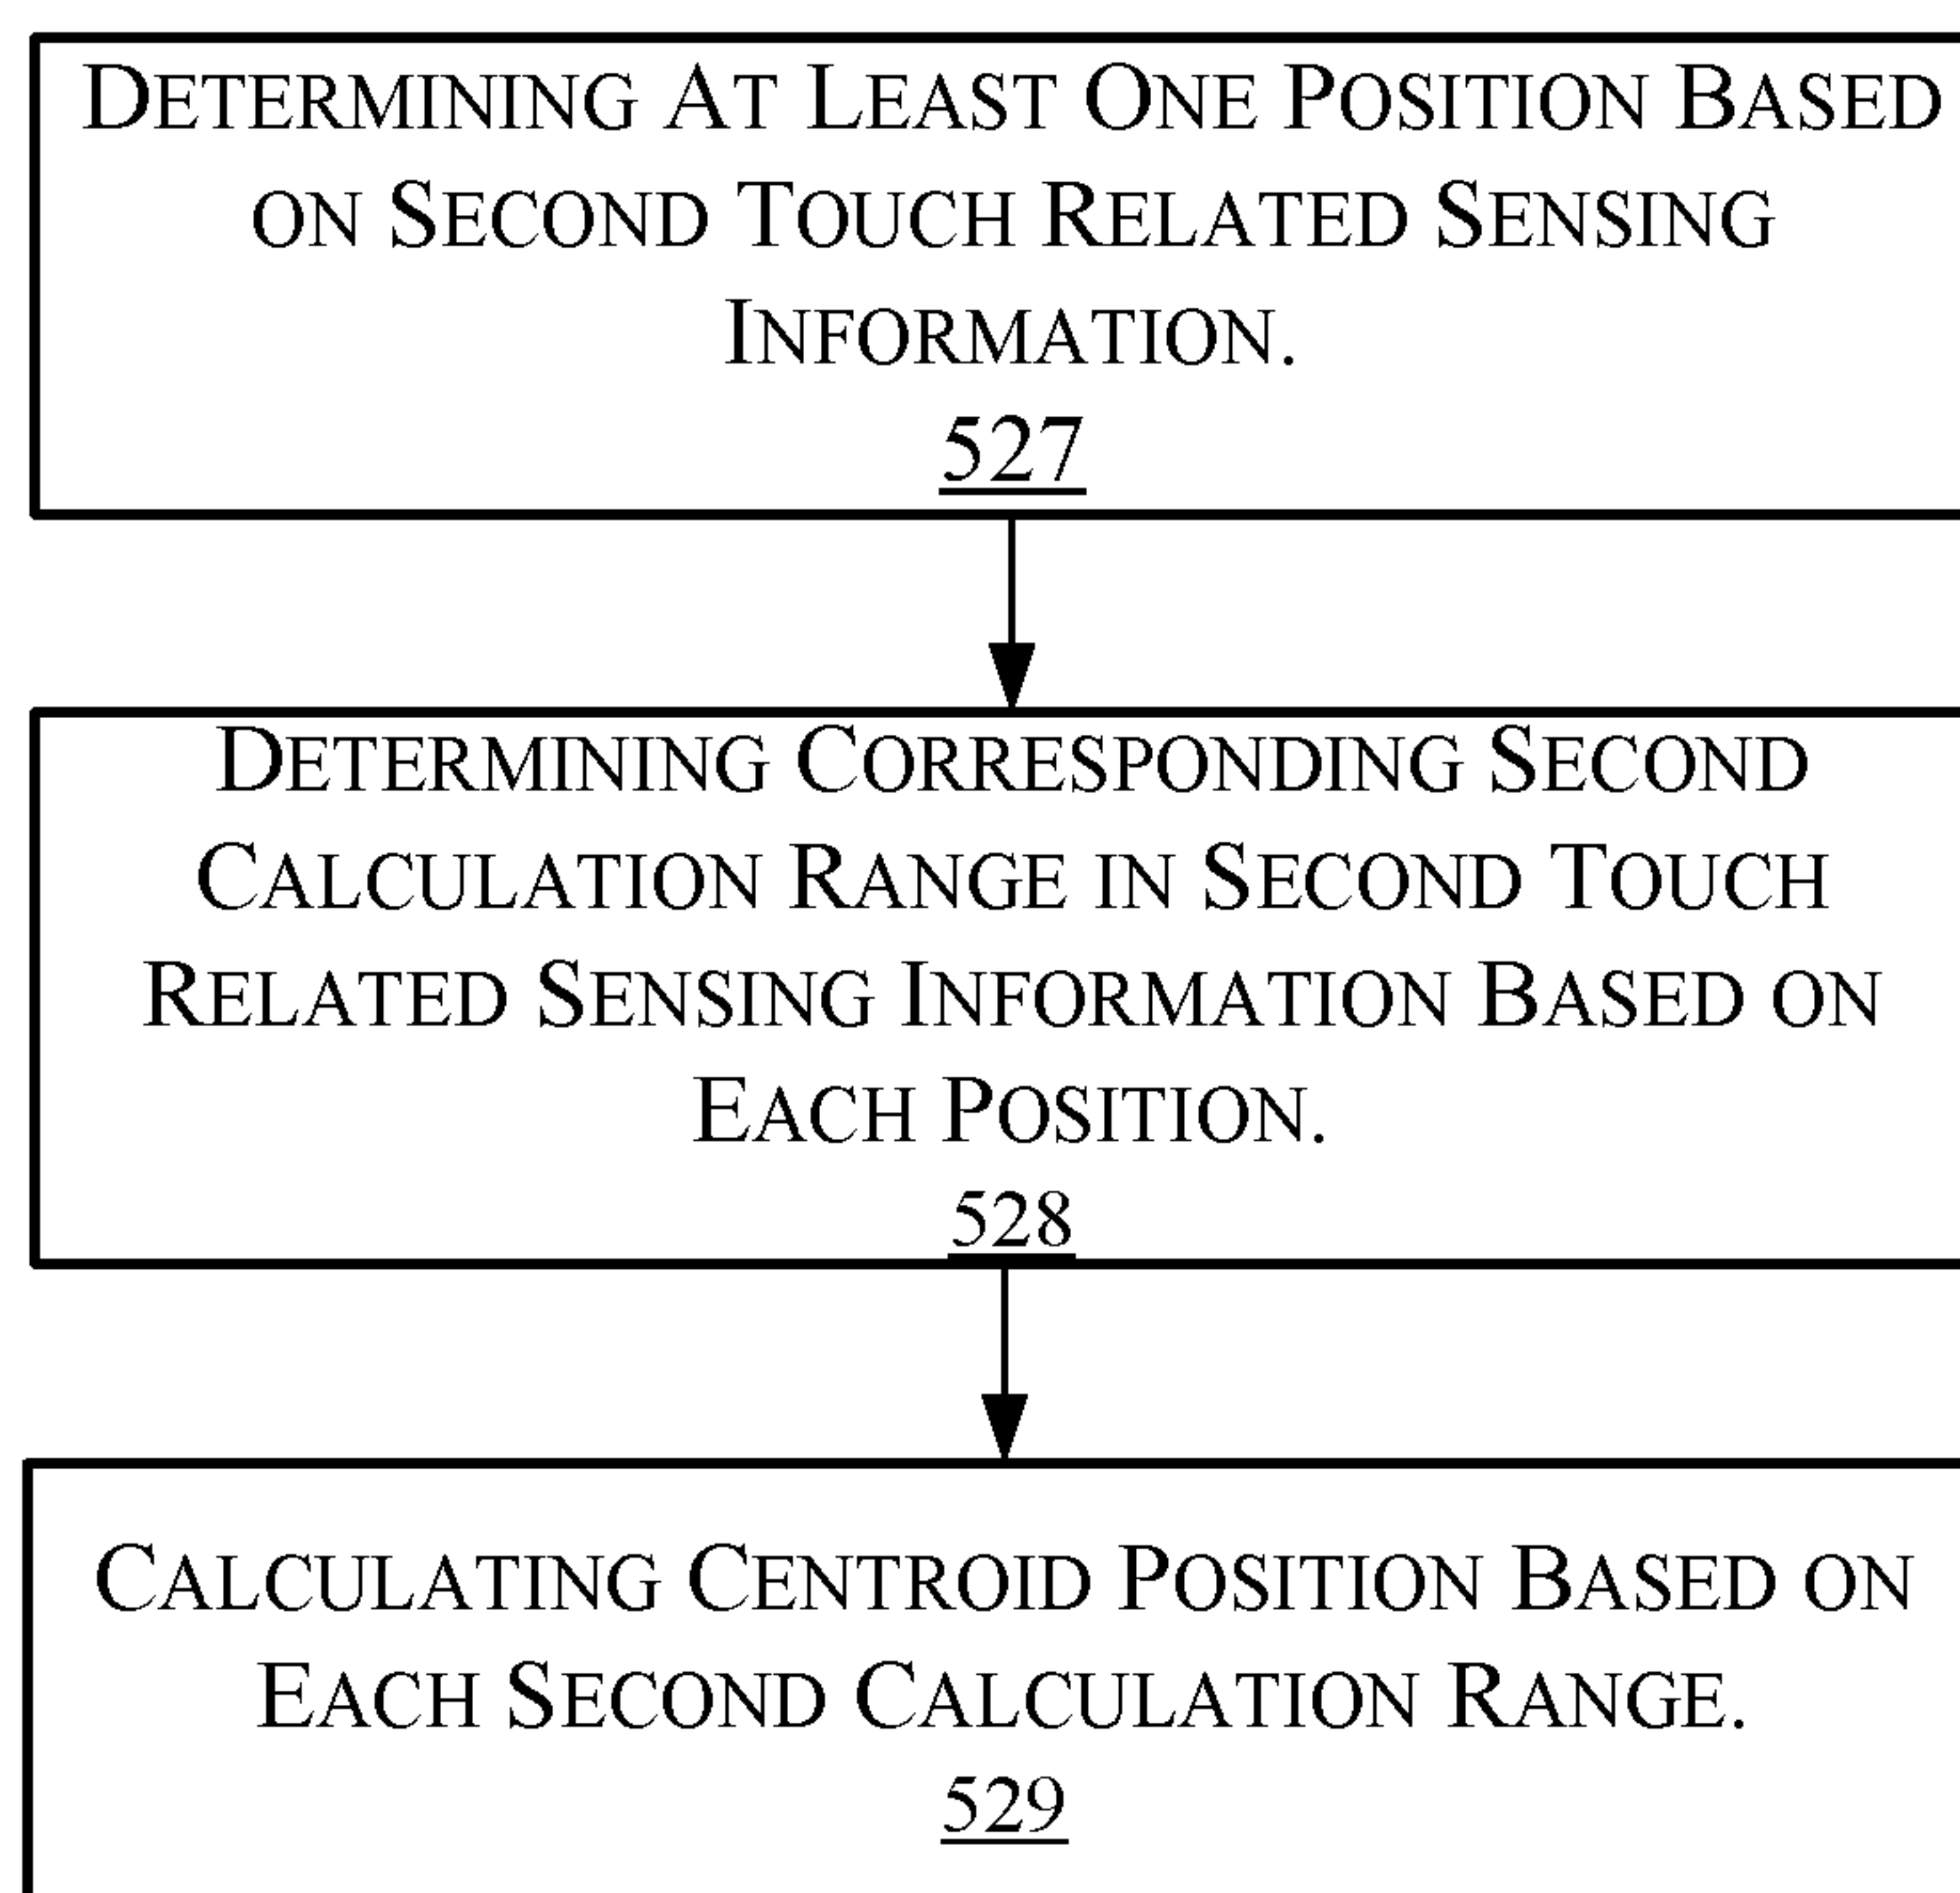 DETERMINING AT LEAST ONE POSITION BASED
ON SECOND TOUCH RELATED SENSING
INFORMATION.
527
DETERMINING CORRESPONDING SECOND
CALCULATION RANGE IN SECOND TOUCH
RELATED SENSING INFORMATION BASED ON
EACH POSITION.
528
CALCULATING CENTROID POSITION BASED ON
EACH SECOND CALCULATION RANGE.
529